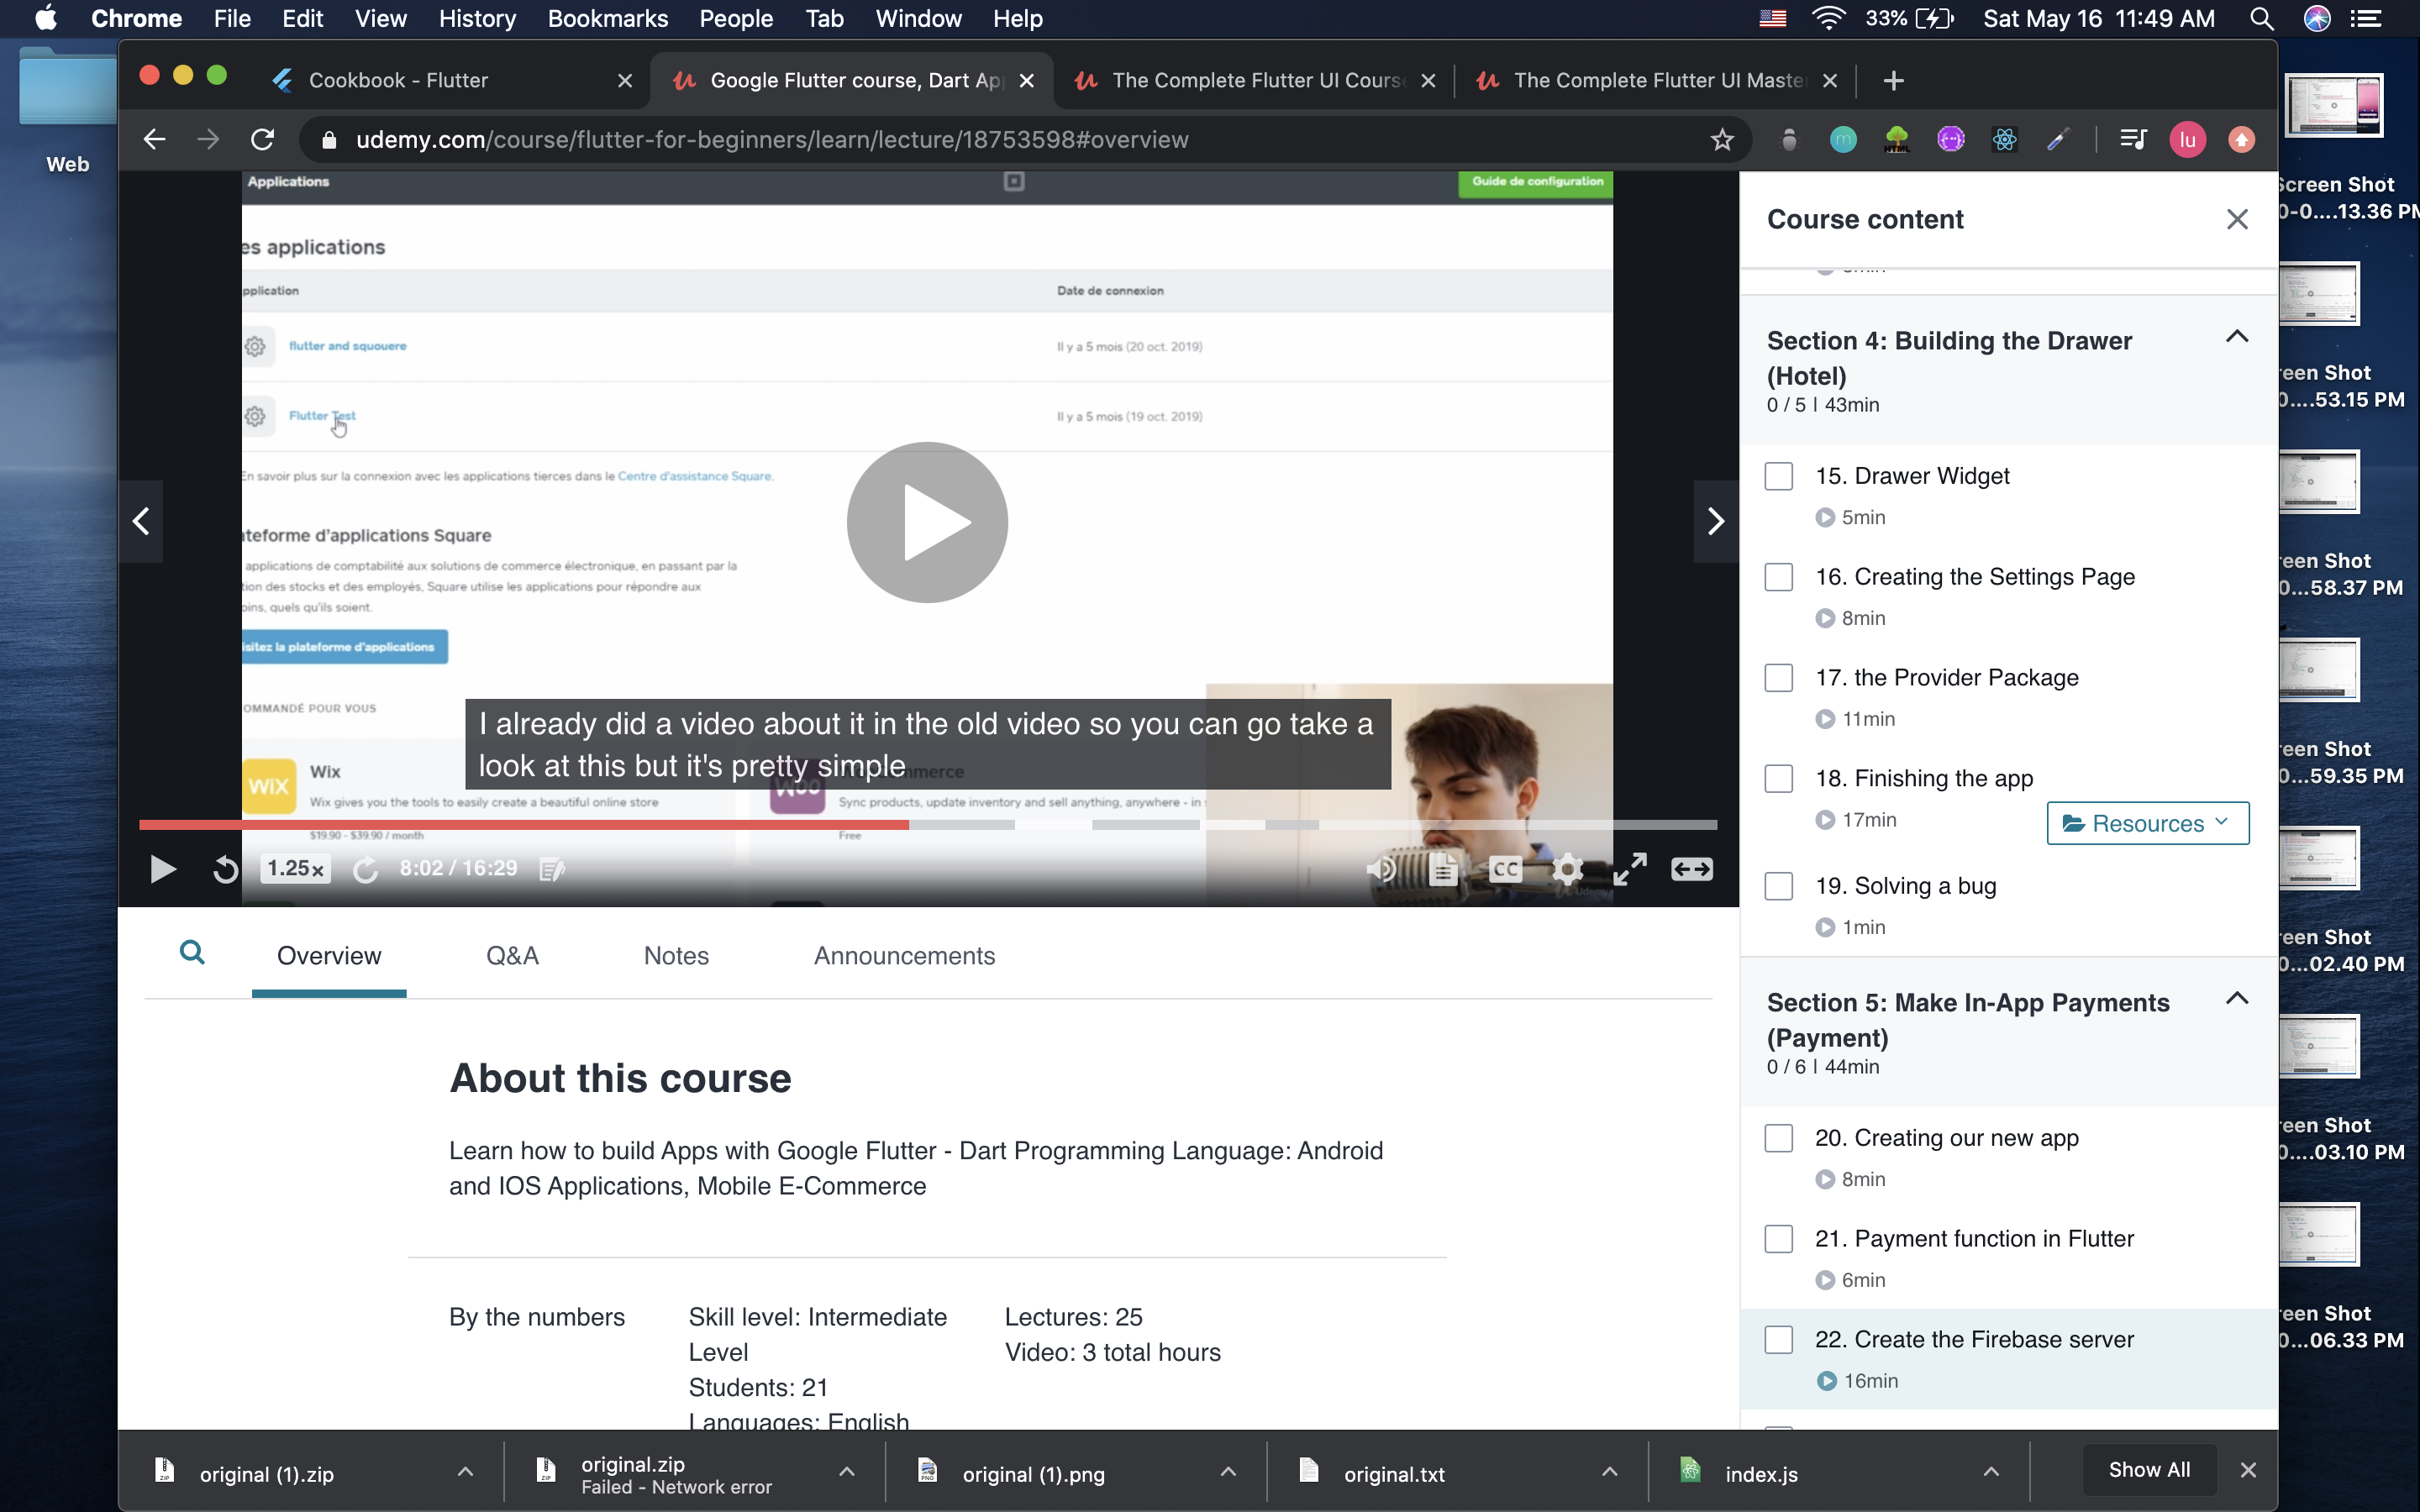 Chrome File Edit View History Bookmarks People Tab Window Help
33% Sat May 16 11:49 AM
Cookbook - Flutter
Google Flutter course, Dart Ap
The Complete Flutter UI Course
The Complete Flutter UI Master
udemy.com/course/flutter-for-beginners/learn/lecture/18753598#overview
lu
Web
Applications
Guide de configuration
es applications
pplication
Date de connexion
flutter and squouere
Il y a 5 mois (20 oct. 2019)
Flutter Test
Il y a 5 mois (19 oct. 2019)
En savoir plus sur la connexion avec les applications tierces dans le Centre d'assistance Square.
ateforme d'applications Square
applications de comptabilité aux solutions de commerce électronique, en passant par la
tion des stocks et des employés, Square utilise les applications pour répondre aux
oins, quels qu'ils soient.
isitez la plateforme d'applications
OMMANDÉ POUR VOUS
I already did a video about it in the old video so you can go take a
look at this but it's pretty simple
WiX
Wix
Wix gives you the tools to easily create a beautiful online store
$19.90 - $39.90 / month
Woo
mmerce
Sync products, update inventory and sell anything, anywhere - in
Free
1.25x
8:02 / 16:29
CC
Overview
Q&A
Notes
Announcements
About this course
Learn how to build Apps with Google Flutter - Dart Programming Language: Android
and IOS Applications, Mobile E-Commerce
By the numbers
Skill level: Intermediate
Level
Students: 21
Languages: English
Lectures: 25
Video: 3 total hours
Course content
Section 4: Building the Drawer
(Hotel)
0 / 5 | 43min
15. Drawer Widget
5min
16. Creating the Settings Page
8min
17. the Provider Package
11min
18. Finishing the app
17min
Resources
19. Solving a bug
1min
Section 5: Make In-App Payments
(Payment)
0 / 6 | 44min
20. Creating our new app
8min
21. Payment function in Flutter
6min
22. Create the Firebase server
16min
Screen Shot
0-0....13.36 PM
reen Shot
0....53.15 PM
reen Shot
0...58.37 PM
reen Shot
0...59.35 PM
reen Shot
0...02.40 PM
reen Shot
0....03.10 PM
reen Shot
0...06.33 PM
original (1).zip
original.zip
Failed - Network error
original (1).png
original.txt
index.js
Show All